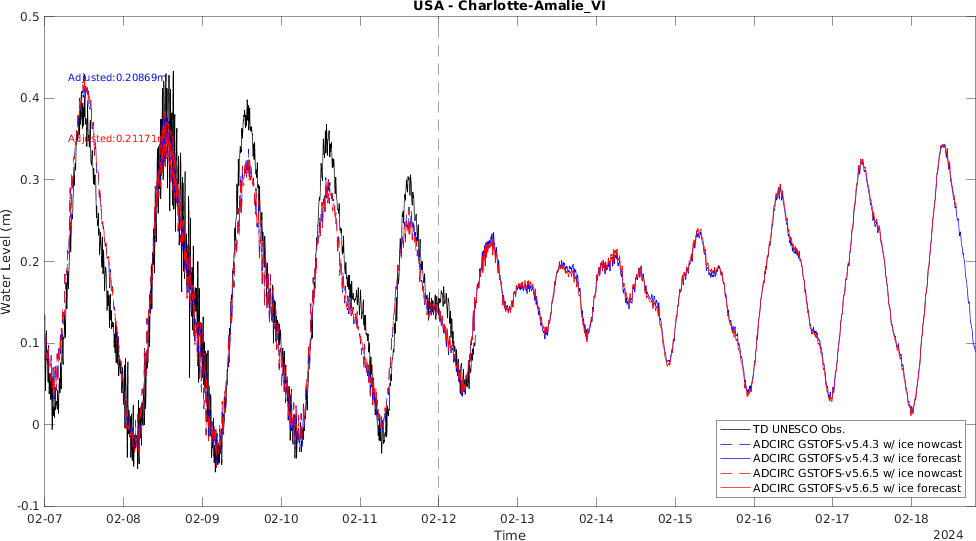 USA - Charlotte-Amalie_VI
0.5
Adjusted:0.20869m
0.4
Adjusted:0.21171
0.3
Water Level (m)
0.2
0.1
0
-0.1
TD UNESCO Obs.
ADCIRC GSTOFS-v5.4.3 w/ ice nowcast
ADCIRC GSTOFS-v5.4.3 w/ ice forecast
ADCIRC GSTOFS-v5.6.5 w/ ice nowcast
ADCIRC GSTOFS-v5.6.5 w/ ice forecast
02-07 02-08 02-09 02-10 02-11 02-12 02-13 02-14 02-15 02-16 02-17 02-18
Time
2024